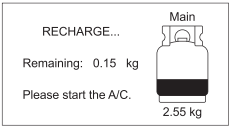 RECHARGE...
Main
Remaining: 0.15 kg
Please start the A/C.
2.55 kg